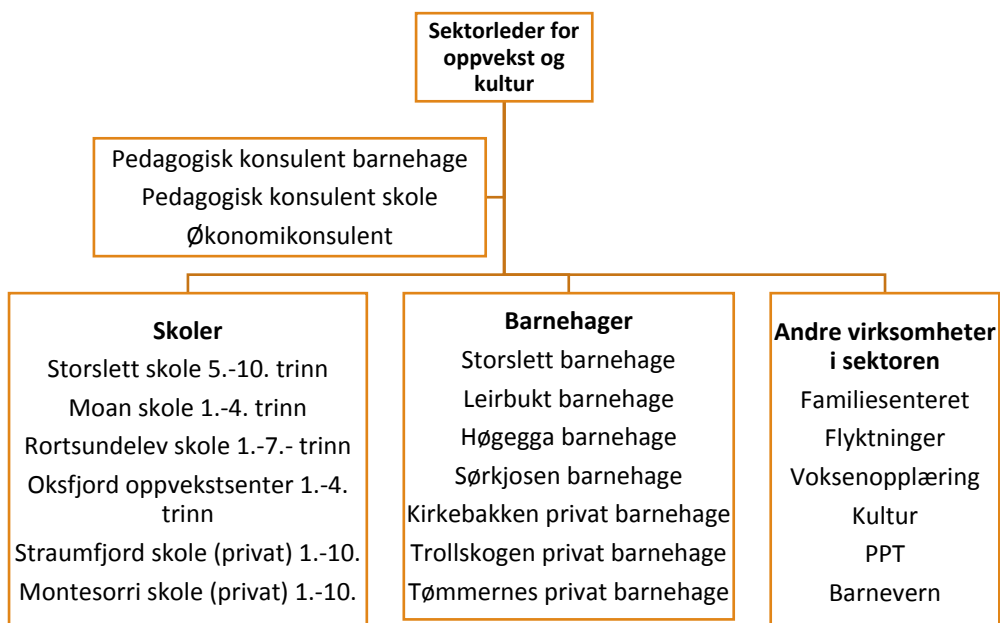 Sektorleder for
oppvekst og
kultur
Pedagogisk konsulent barnehage
Pedagogisk konsulent skole
Økonomikonsulent
Skoler
Storslett skole 5.-10. trinn
Moan skole 1.-4. trinn
Rortsundelev skole 1.-7.- trinn
Oksfjord oppvekstsenter 1.-4.
trinn
Straumfjord skole (privat) 1.-10.
Montesorri skole (privat) 1.-10.
Barnehager
Storslett barnehage
Leirbukt barnehage
Høgegga barnehage
Sørkjosen barnehage
Kirkebakken privat barnehage
Trollskogen privat barnehage
Tømmernes privat barnehage
Andre virksomheter
i sektoren
Familiesenteret
Flyktninger
Voksenopplæring
Kultur
PPT
Barnevern